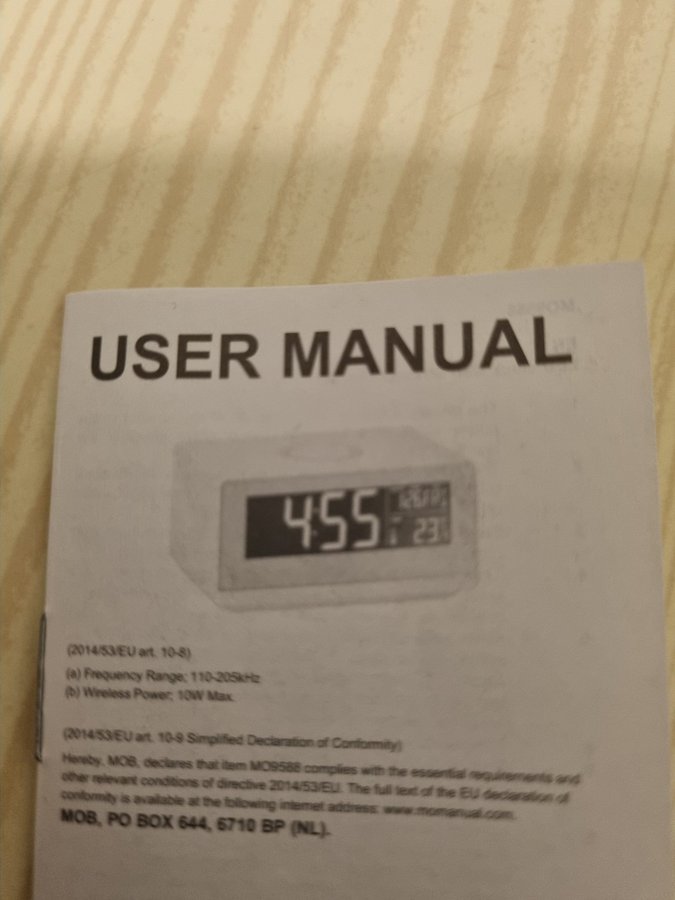 USER MANUAL
4:55
23
(2014/53/EU art. 10-8)
(a) Frequency Range: 110-205kHz
(b) Wireless Power: 10W Max.
(2014/53/EU art. 10-9 Simplified Declaration of Conformity)
Hereby, MOB, declares that item MO9588 complies with the essential requirements and
other relevant conditions of directive 2014/53/EU. The full text of the EU declaration of
conformity is available at the following internet address: www.momanual.com.
MOB, PO BOX 644, 6710 BP (NL).